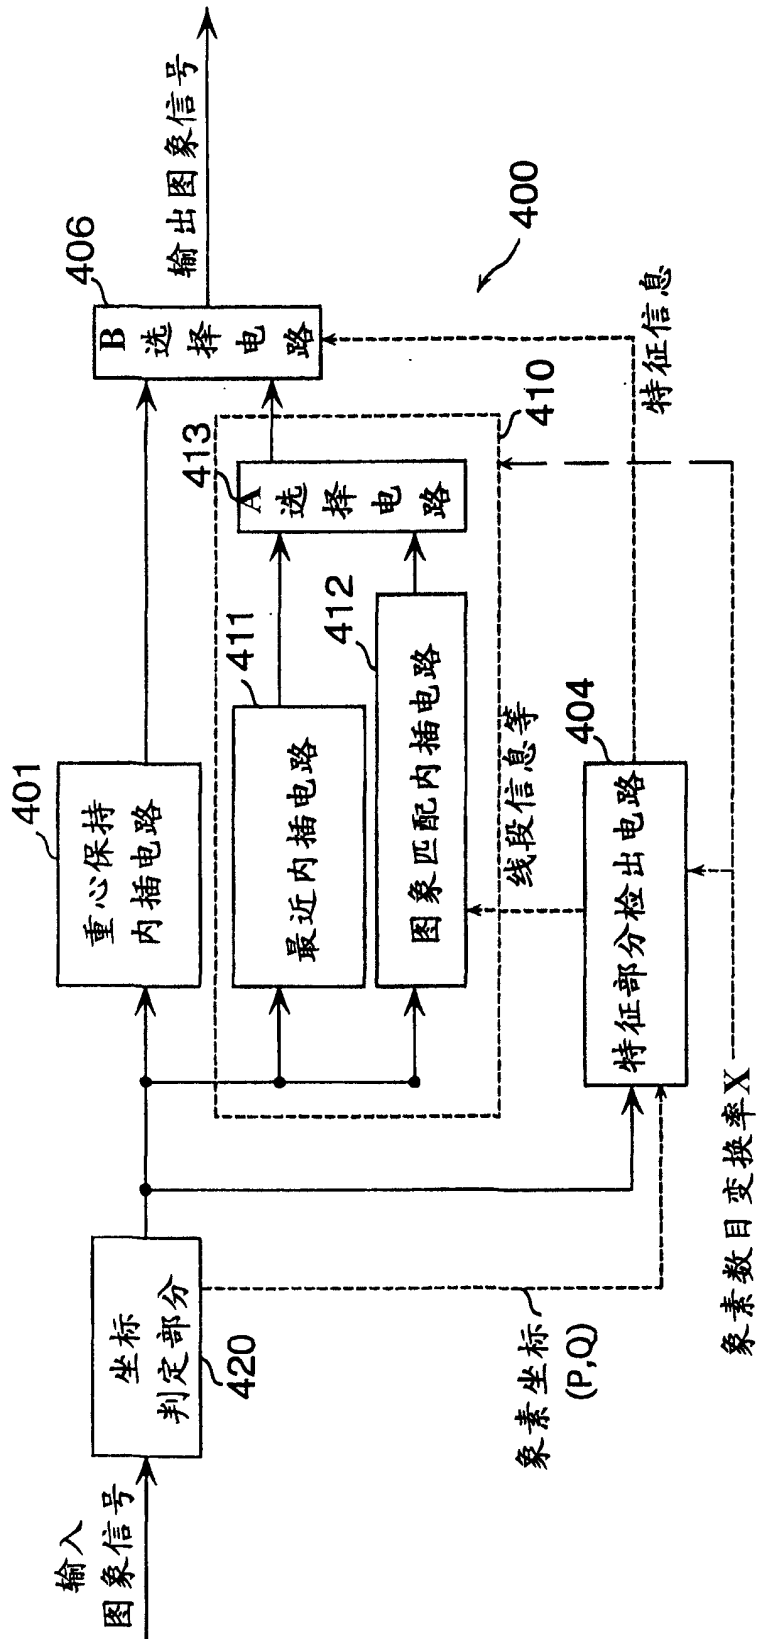 输入
图象信号
坐标
判定部分
420
象素坐标
(P,Q)
401
重心保持
内插电路
411
最近内插电路
412
图象匹配内插电路
413
A选择电路
410
线段信息等
404
特征部分检出电路
象素数目变换率X
特征信息
406
B选择电路
输出图象信号
400